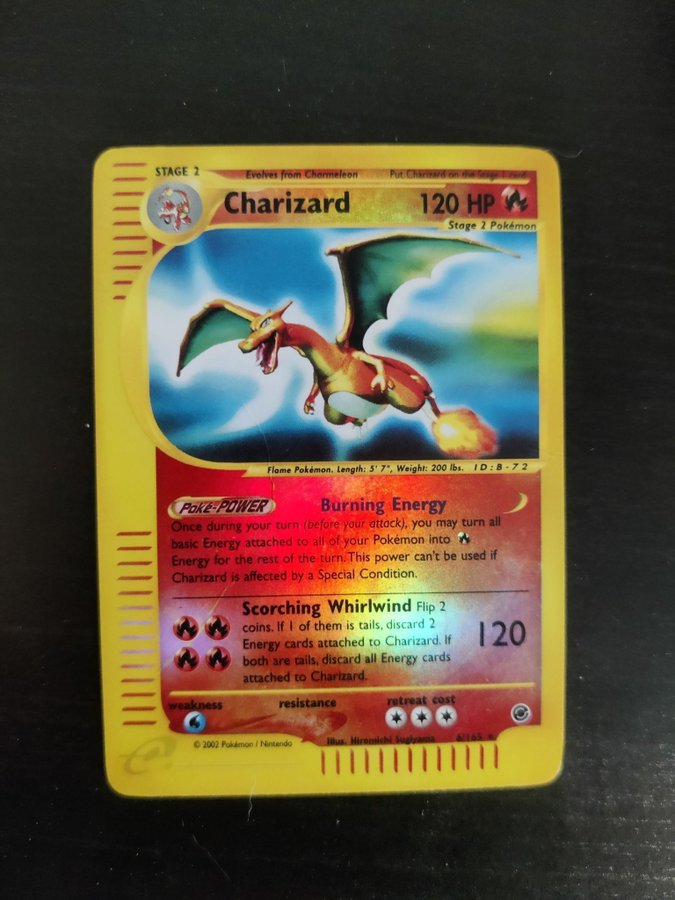 STAGE 2 Evolves from Charmeleon Put Charizard on the Stage 1 card
Charizard 120 HP
Stage 2 Pokémon
Flame Pokémon. Length: 5' 7", Weight: 200 lbs. ID:B-72
Poké-POWER Burning Energy
Once during your turn (before your attack), you may turn all
basic Energy attached to all of your Pokémon into
Energy for the rest of the turn. This power can't be used if
Charizard is affected by a Special Condition.
Scorching Whirlwind Flip 2
coins. If 1 of them is tails, discard 2
Energy cards attached to Charizard. If
both are tails, discard all Energy cards
attached to Charizard.
120
weakness resistance retreat cost
© 2002 Pokémon / Nintendo Illus. Hiromichi Sugiyama 6/165
e